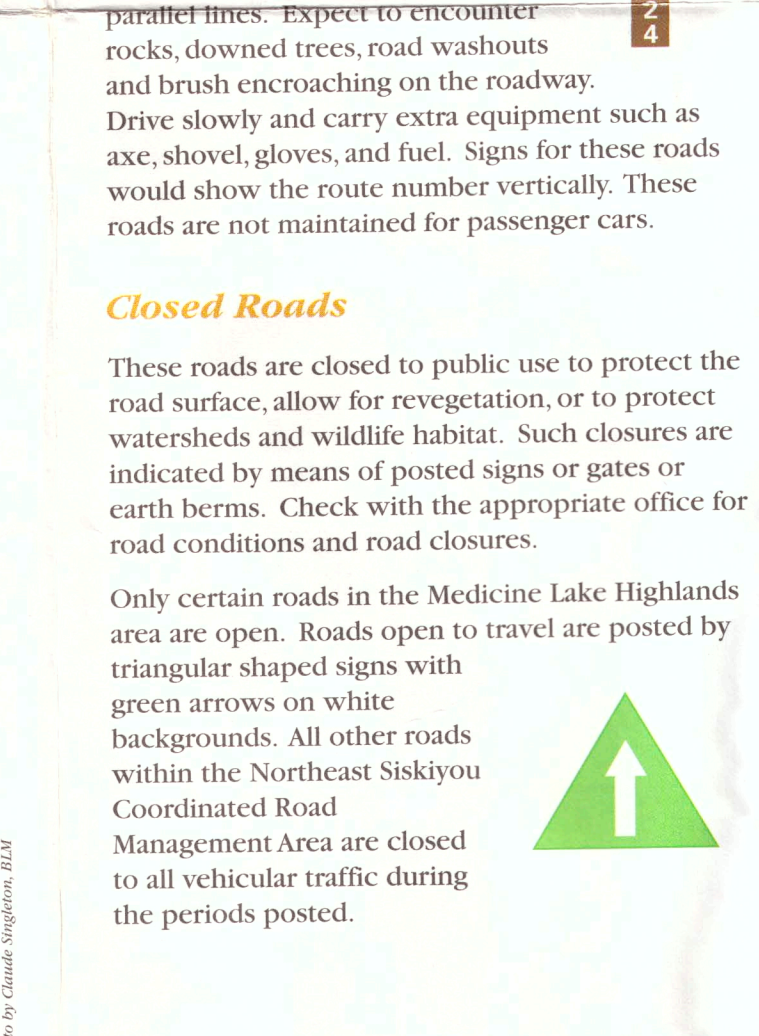 parallel lines. Expect to encounter
rocks, downed trees, road washouts
and brush encroaching on the roadway.
Drive slowly and carry extra equipment such as
axe, shovel, gloves, and fuel. Signs for these roads
would show the route number vertically. These
roads are not maintained for passenger cars.
2
4
Closed Roads
These roads are closed to public use to protect the
road surface, allow for revegetation, or to protect
watersheds and wildlife habitat. Such closures are
indicated by means of posted signs or gates or
earth berms. Check with the appropriate office for
road conditions and road closures.
Only certain roads in the Medicine Lake Highlands
area are open. Roads open to travel are posted by
triangular shaped signs with
green arrows on white
backgrounds. All other roads
within the Northeast Siskiyou
Coordinated Road
Management Area are closed
to all vehicular traffic during
the periods posted.
by Claude Singleton, BLM